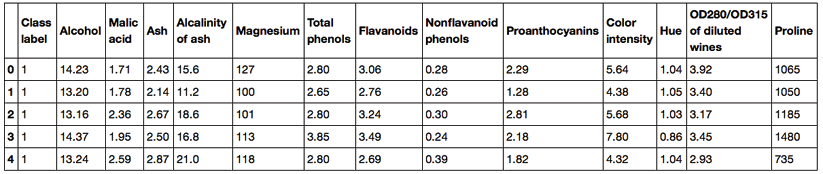 Class label Alcohol Malic acid Ash Alcalinity of ash Magnesium Total phenols Flavanoids Nonflavanoid phenols Proanthocyanins Color intensity Hue OD280/OD315 of diluted wines Proline
0 1 14.23 1.71 2.43 15.6 127 2.80 3.06 0.28 2.29 5.64 1.04 3.92 1065
1 1 13.20 1.78 2.14 11.2 100 2.65 2.76 0.26 1.28 4.38 1.05 3.40 1050
2 1 13.16 2.36 2.67 18.6 101 2.80 3.24 0.30 2.81 5.68 1.03 3.17 1185
3 1 14.37 1.95 2.50 16.8 113 3.85 3.49 0.24 2.18 7.80 0.86 3.45 1480
4 1 13.24 2.59 2.87 21.0 118 2.80 2.69 0.39 1.82 4.32 1.04 2.93 735